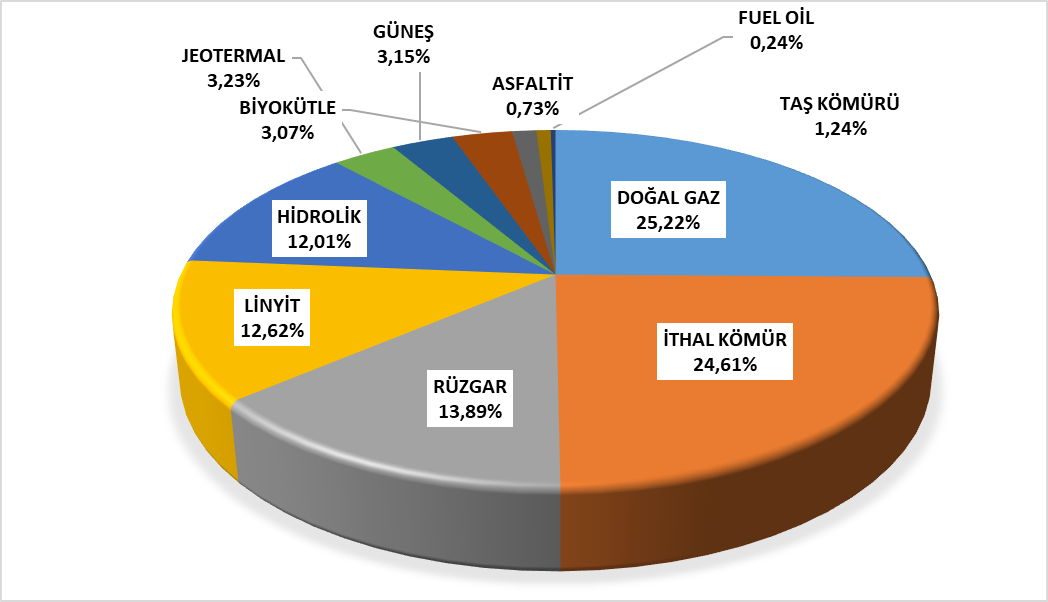 FUEL OİL
0,24%
GÜNEŞ
3,15%
JEOTERMAL
3,23%
ASFALTİT
0,73%
BİYOKÜTLE
3,07%
TAŞ KÖMÜRÜ
1,24%
DOĞAL GAZ
25,22%
HİDROLİK
12,01%
LİNYİT
12,62%
İTHAL KÖMÜR
24,61%
RÜZGAR
13,89%